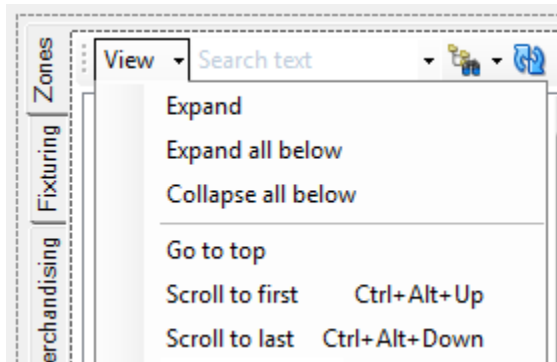 Zones
Fixturing
View Search text
Expand
Expand all below
Collapse all below
Go to top
Scroll to first Ctrl+Alt+Up
Scroll to last Ctrl+Alt+Down
erchandising